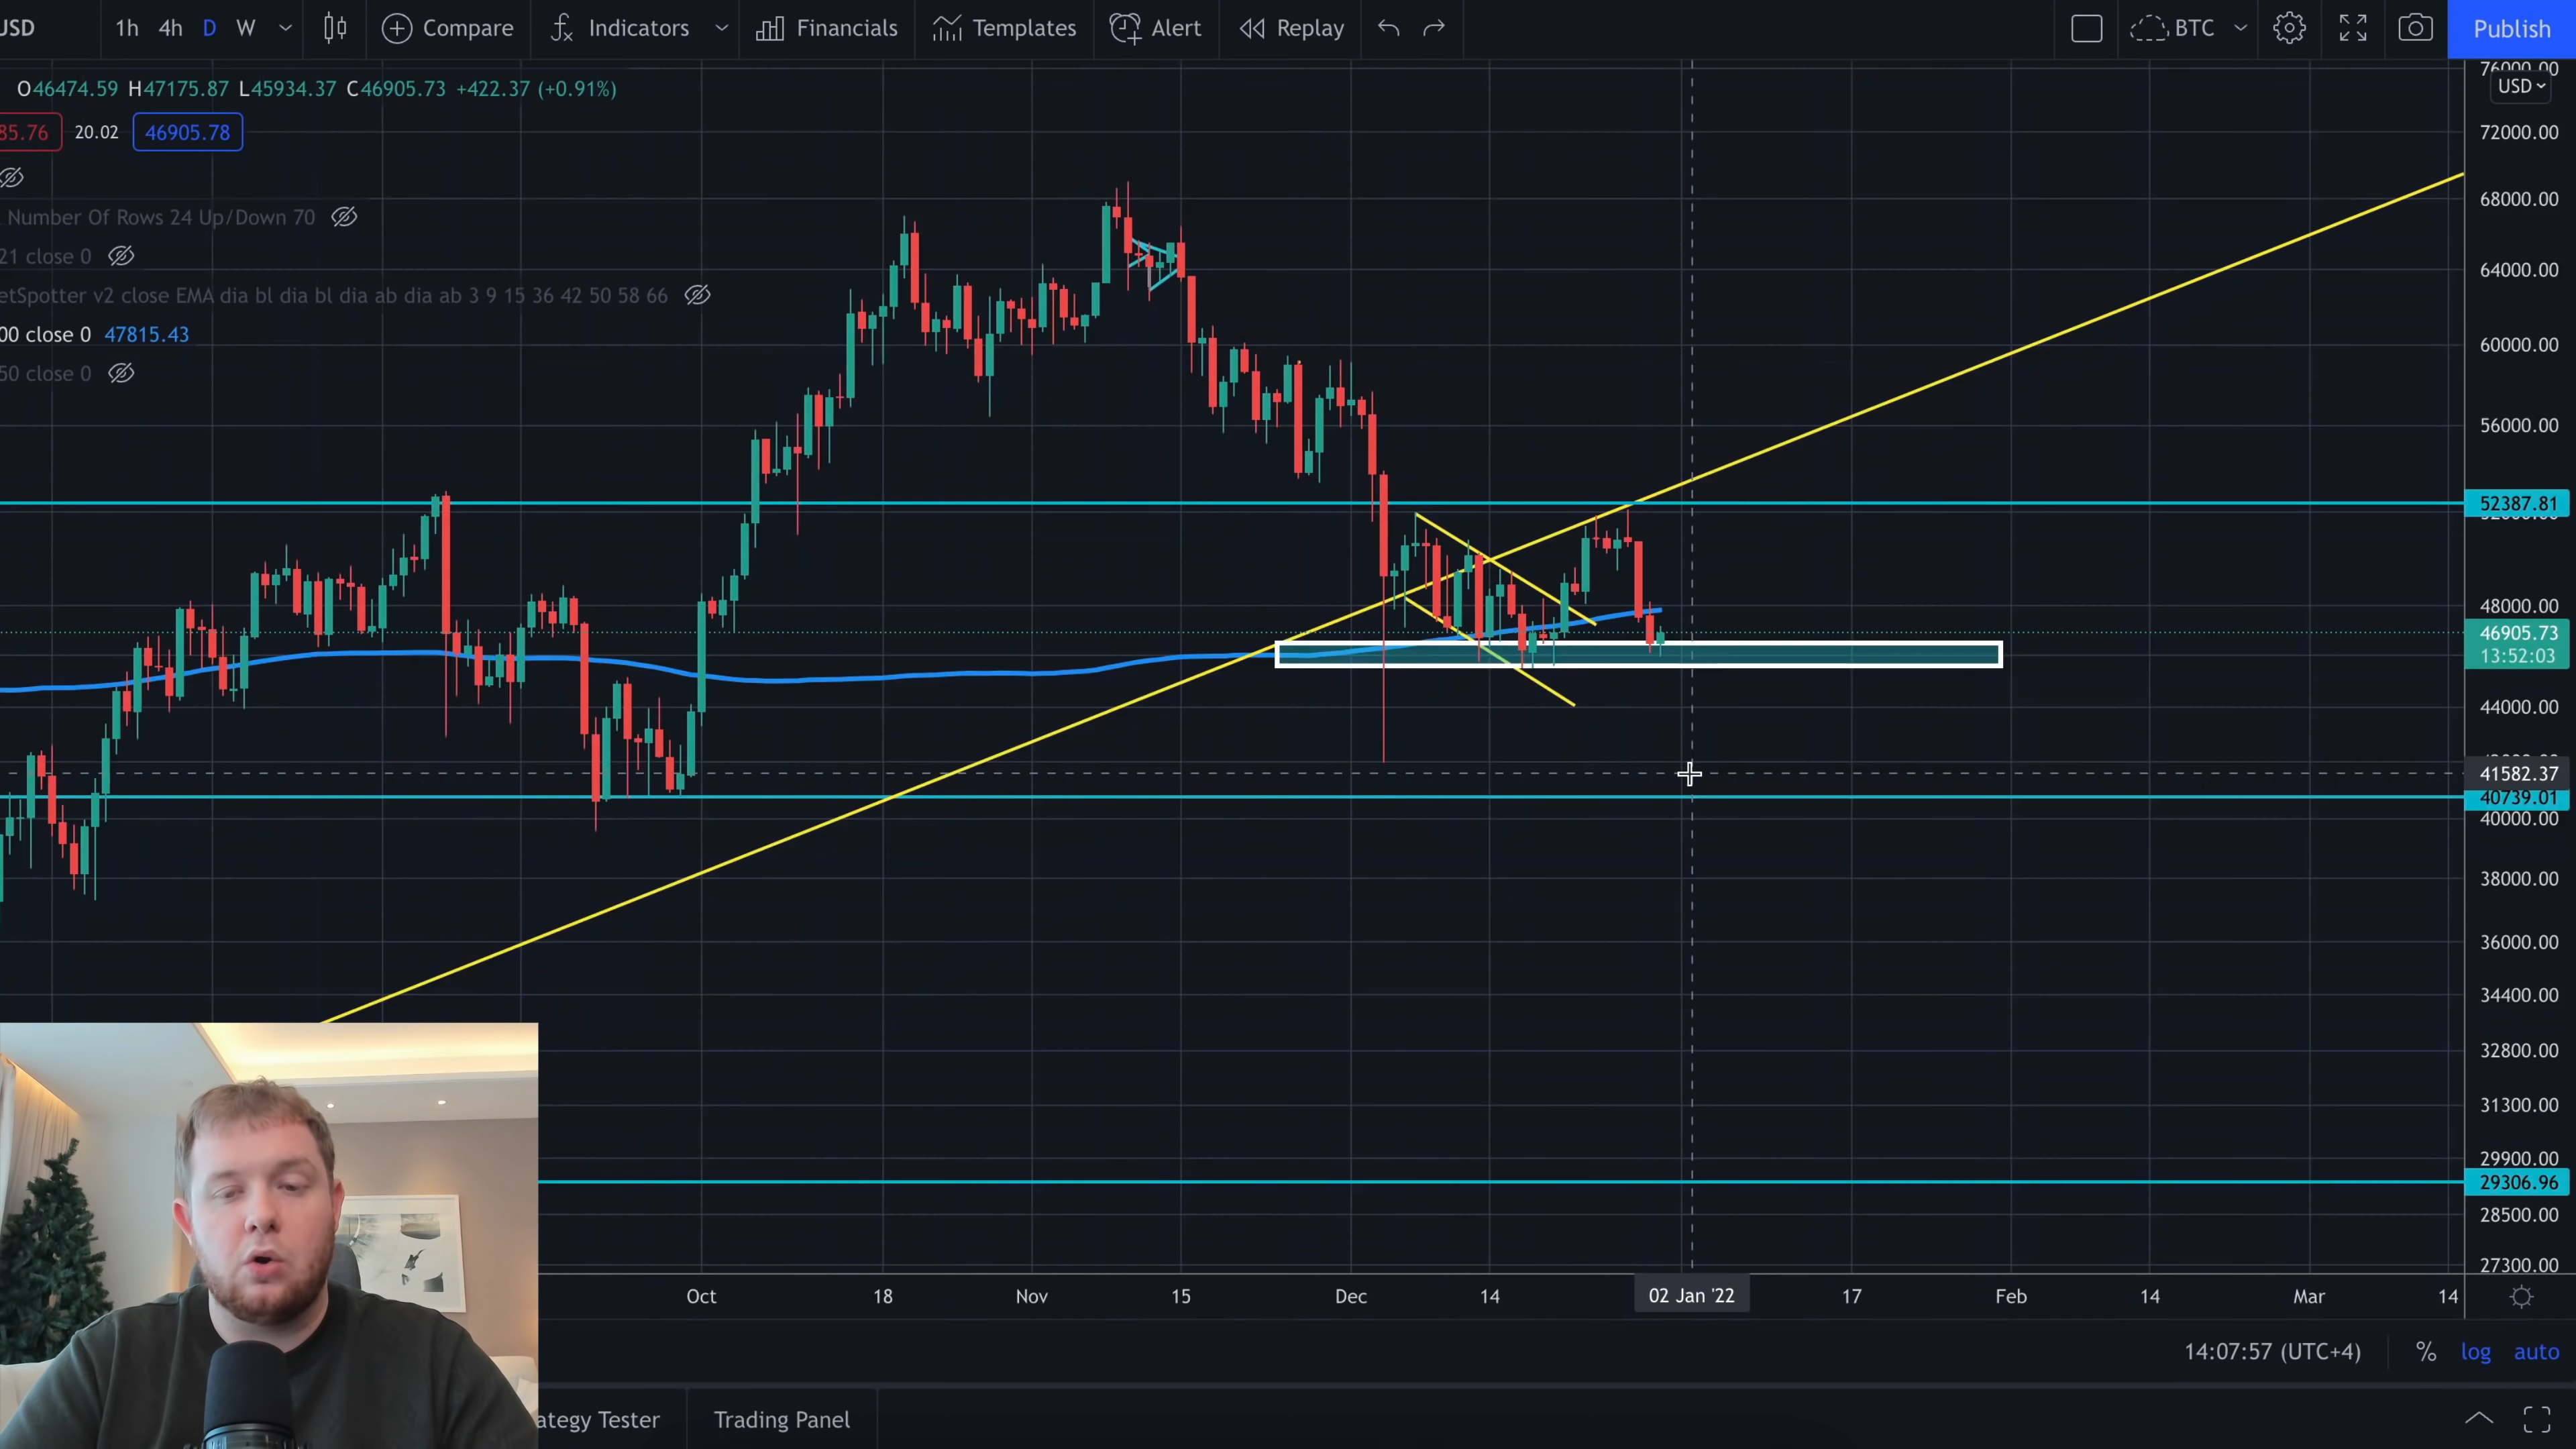 USD 1h 4h D W Compare Indicators Financials Templates Alert Replay BTC Publish
O46474.59 H47175.87 L45934.37 C46905.73 +422.37 (+0.91%)
85.76 20.02 46905.78
Number Of Rows 24 Up/Down 70
21 close 0
etSpotter v2 close EMA dia bl dia bl dia ab dia ab 3 9 15 36 42 50 58 66
00 close 0 47815.43
50 close 0
76000.00
USD
72000.00
68000.00
64000.00
60000.00
56000.00
52387.81
48000.00
46905.73
13:52:03
44000.00
41582.37
40739.01
40000.00
38000.00
36000.00
34400.00
32800.00
31300.00
29900.00
29306.96
28500.00
27300.00
Oct 18 Nov 15 Dec 14 02 Jan '22 17 Feb 14 Mar 14
14:07:57 (UTC+4) % log auto
ategy Tester Trading Panel